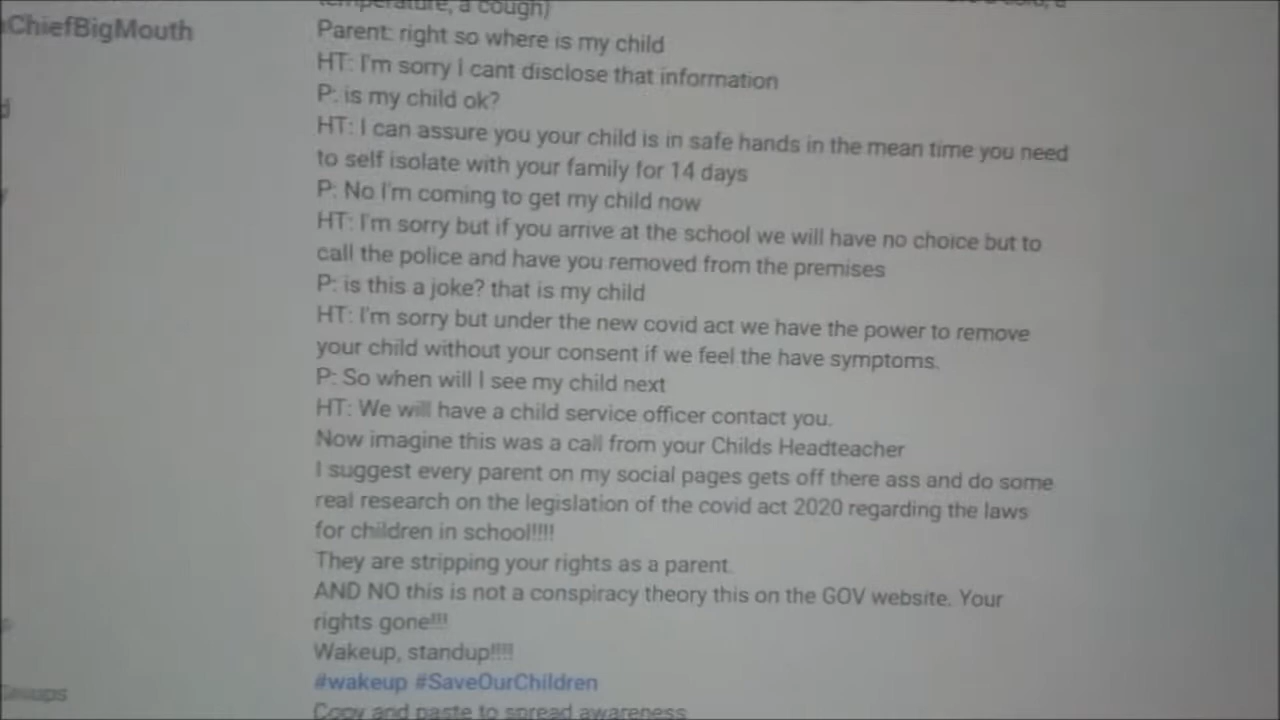 ChiefBigMouth
temperature, a cough)
Parent: right so where is my child
HT: I'm sorry I cant disclose that information
P: is my child ok?
HT: I can assure you your child is in safe hands in the mean time you need
to self isolate with your family for 14 days
P: No I'm coming to get my child now
HT: I'm sorry but if you arrive at the school we will have no choice but to
call the police and have you removed from the premises
P: is this a joke? that is my child
HT: I'm sorry but under the new covid act we have the power to remove
your child without your consent if we feel the have symptoms.
P: So when will I see my child next
HT: We will have a child service officer contact you.
Now imagine this was a call from your Childs Headteacher
I suggest every parent on my social pages gets off there ass and do some
real research on the legislation of the covid act 2020 regarding the laws
for children in school!!!!
They are stripping your rights as a parent.
AND NO this is not a conspiracy theory this on the GOV website. Your
rights gone!!!
Wakeup, standup!!!!
#wakeup #SaveOurChildren
Copy and paste to spread awareness